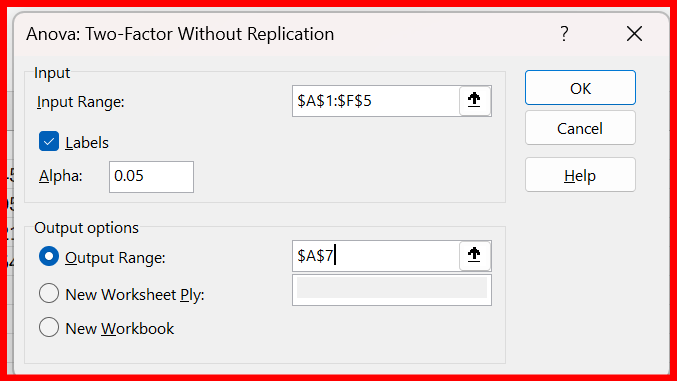 Anova: Two-Factor Without Replication ?
Input
Input Range: $A$1:$F$5
Labels
Alpha: 0.05
OK
Cancel
Help
Output options
Output Range: $A$7
New Worksheet Ply:
New Workbook